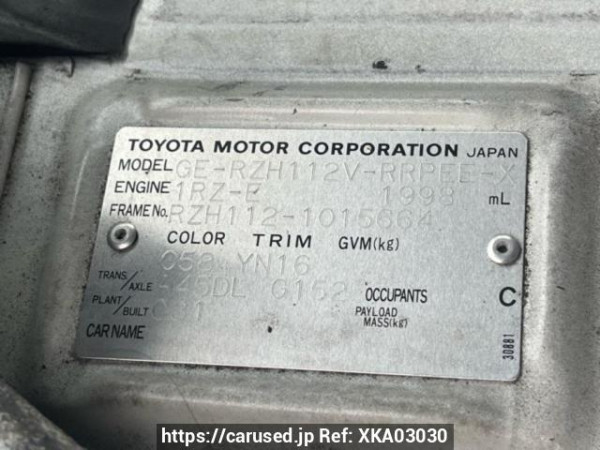 TOYOTA MOTOR CORPORATION JAPAN
MODEL GE-RZH112V-RRPEE-X
ENGINE 1RZ-E 1998 mL
FRAME No. RZH112-1015664
COLOR TRIM GVM(kg)
058 YN16
TRANS/AXLE DL G152 OCCUPANTS C
PLANT/BUILT PAYLOAD MASS(kg)
CAR NAME
30881
https://carused.jp Ref: XKA03030